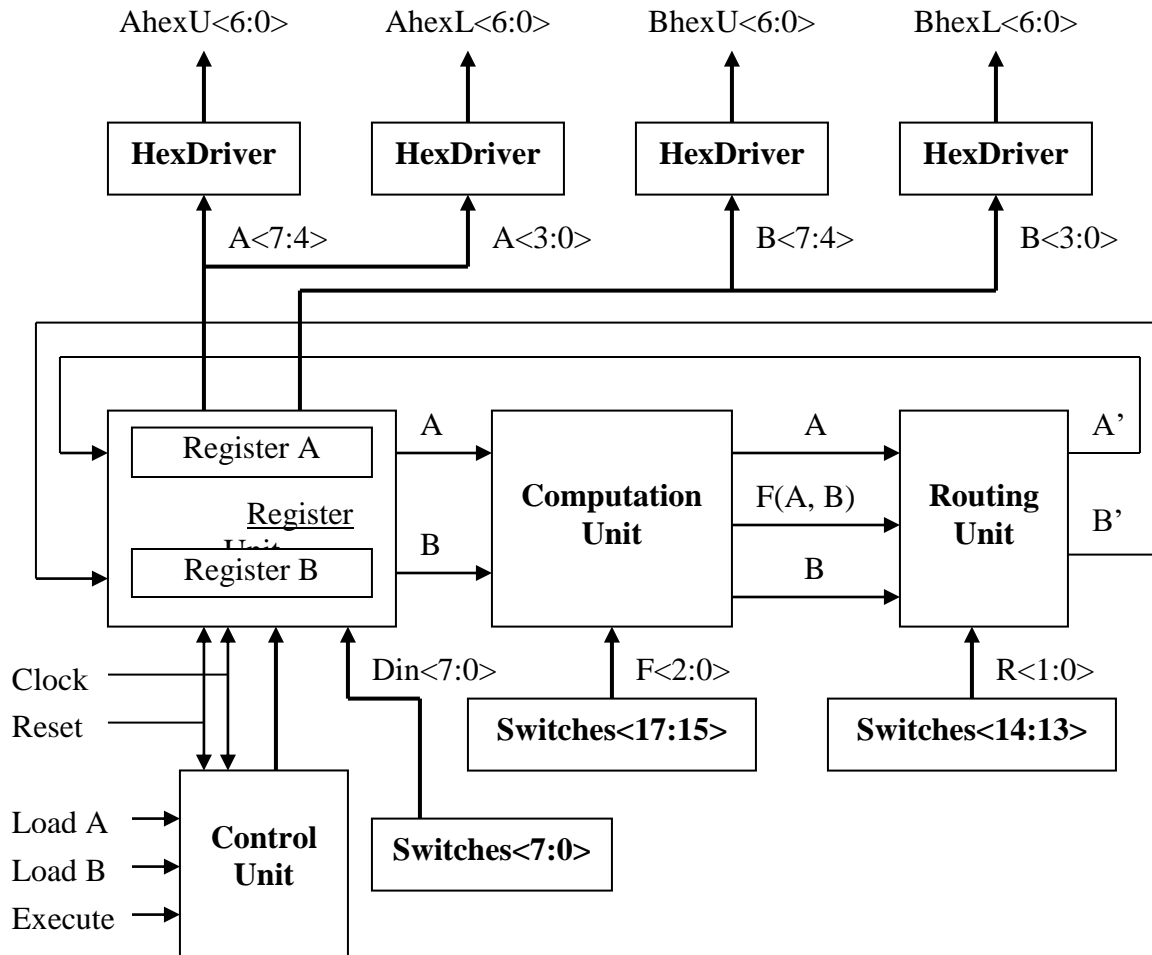 AhexU<6:0> AhexL<6:0> BhexU<6:0> BhexL<6:0>
HexDriver HexDriver HexDriver HexDriver
A<7:4> A<3:0> B<7:4> B<3:0>
Register A
Register
Unit
Register B
A
B
Computation
Unit
A
F(A, B)
B
Routing
Unit
A’
B’
Clock
Reset
Din<7:0> F<2:0> R<1:0>
Switches<17:15> Switches<14:13>
Load A
Load B
Execute
Control
Unit
Switches<7:0>